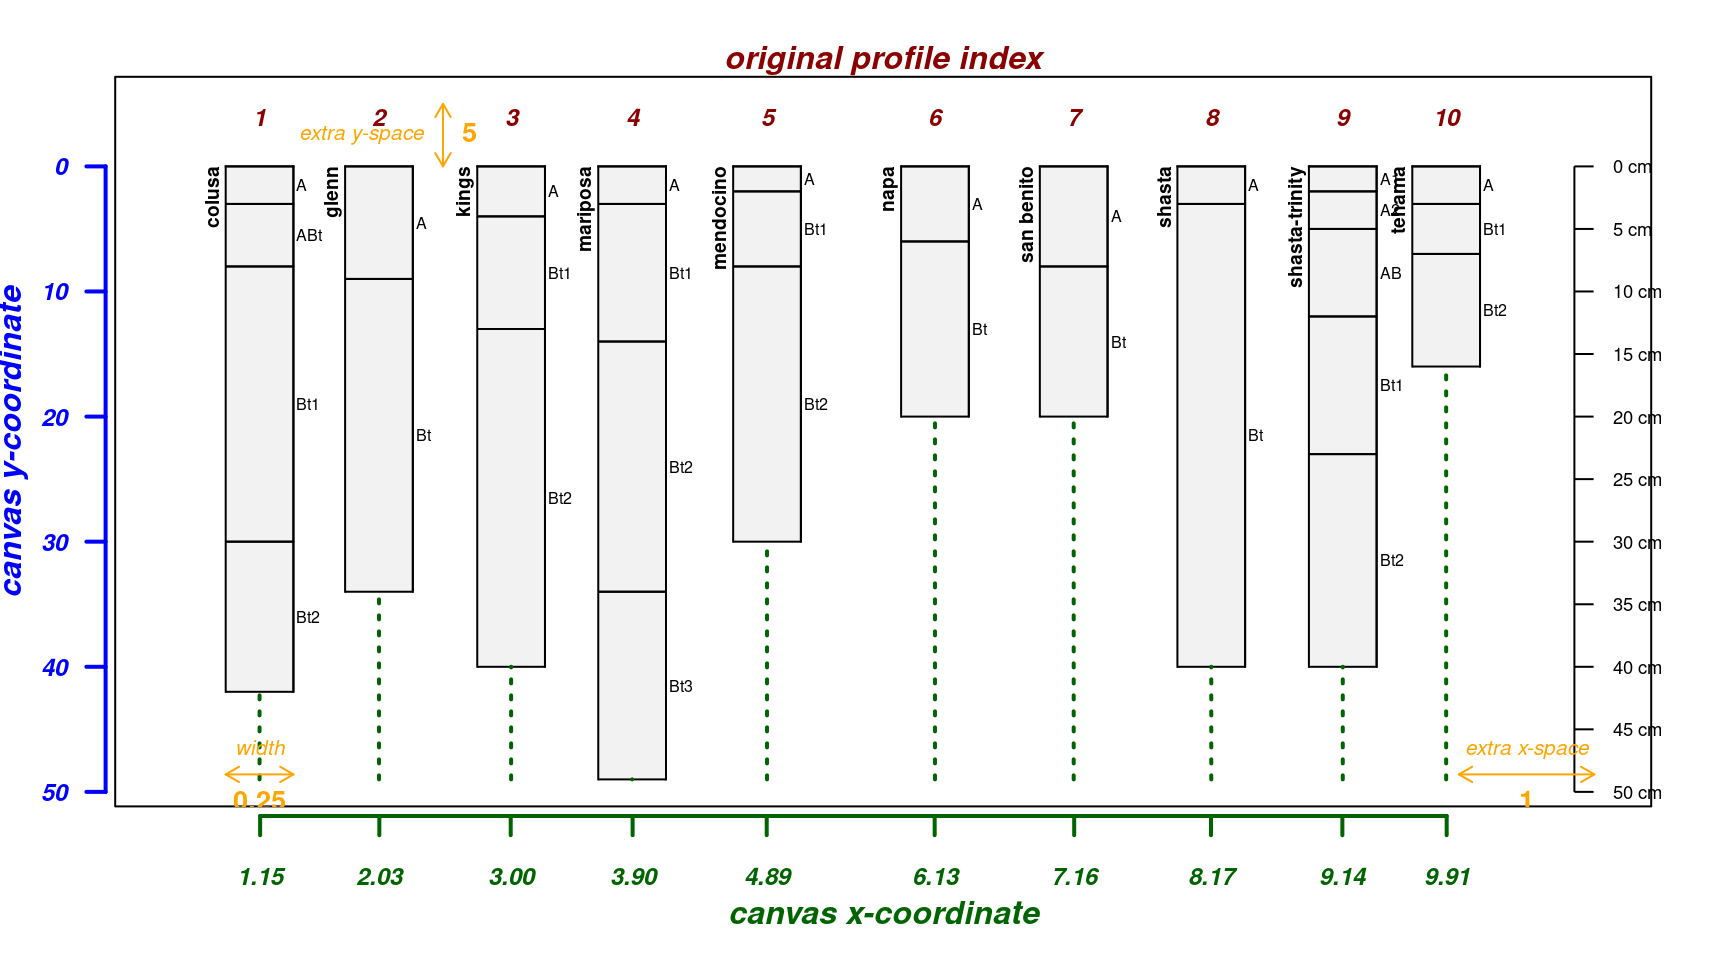 original profile index
1 2 3 4 5 6 7 8 9 10
extra y-space 5
canvas y-coordinate
0
10
20
30
40
50
colusa
A
ABt
Bt1
Bt2
glenn
A
Bt
kings
A
Bt1
Bt2
mariposa
A
Bt1
Bt2
Bt3
mendocino
A
Bt1
Bt2
napa
A
Bt
san benito
A
Bt
shasta
A
Bt
shasta-trinity
A2
AB
Bt1
Bt2
tehama
A
Bt1
Bt2
0 cm
5 cm
10 cm
15 cm
20 cm
25 cm
30 cm
35 cm
40 cm
45 cm
50 cm
width
0.25
extra x-space
1
1.15 2.03 3.00 3.90 4.89 6.13 7.16 8.17 9.14 9.91
canvas x-coordinate